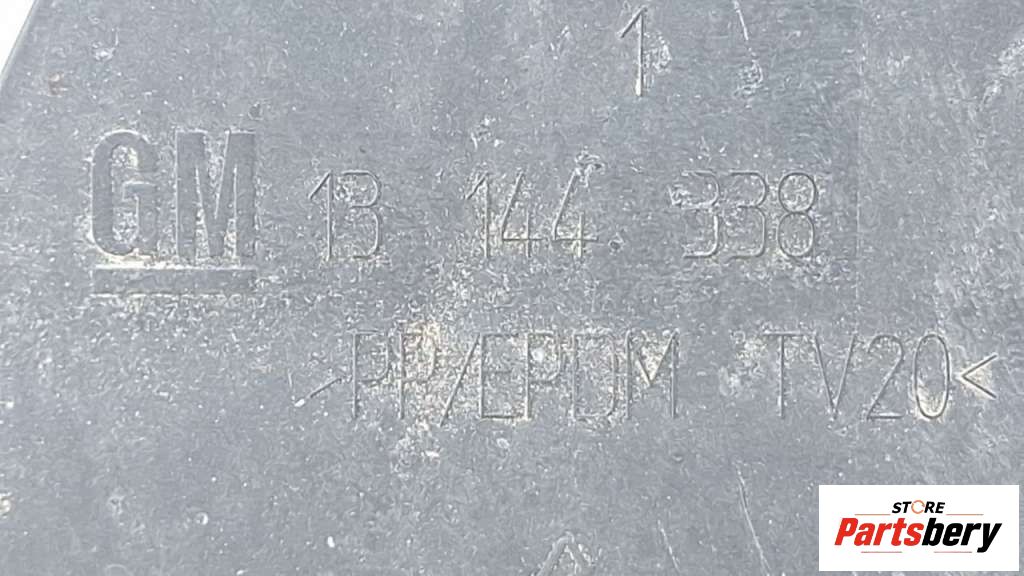 1
GM 13 144 338
>PP/EPDM TV20<
STORE
Partsbery